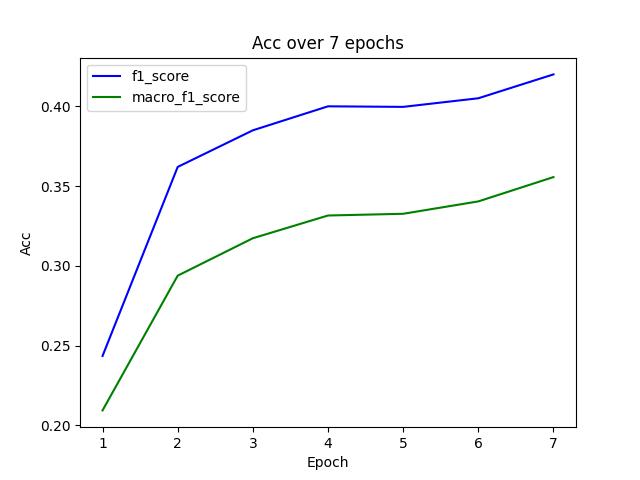 Acc over 7 epochs
f1_score
macro_f1_score
0.40
0.35
0.30
0.25
0.20
Acc
1 2 3 4 5 6 7
Epoch